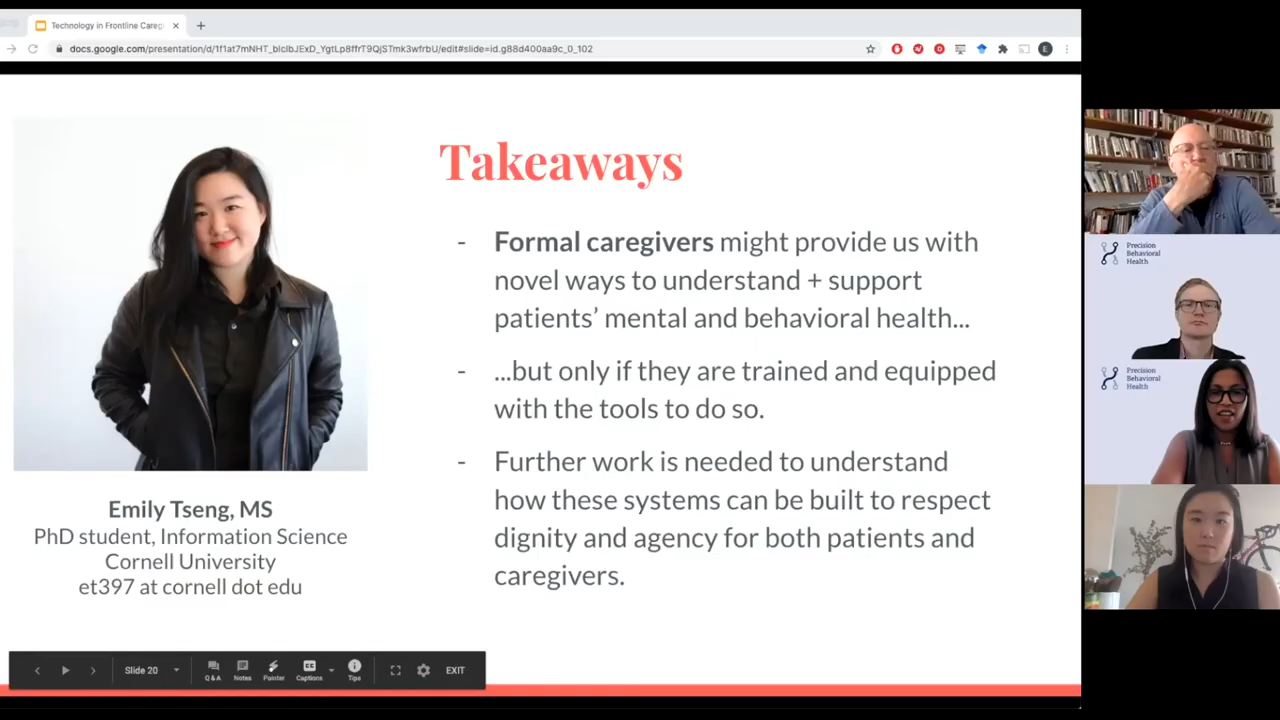 Technology in Frontline Careg
docs.google.com/presentation/d/1f1at7mNHT_blclbJExD_YgtLp8ffrT9QjSTmk3wfrbU/edit#slide=id.g88d400aa9c_0_102
E
Takeaways
- Formal caregivers might provide us with
novel ways to understand + support
patients’ mental and behavioral health...
- ...but only if they are trained and equipped
with the tools to do so.
- Further work is needed to understand
how these systems can be built to respect
dignity and agency for both patients and
caregivers.
Emily Tseng, MS
PhD student, Information Science
Cornell University
et397 at cornell dot edu
Slide 20
Q & A
Notes
Pointer
CC
Captions
Tips
EXIT
Precision
Behavioral
Health
Precision
Behavioral
Health